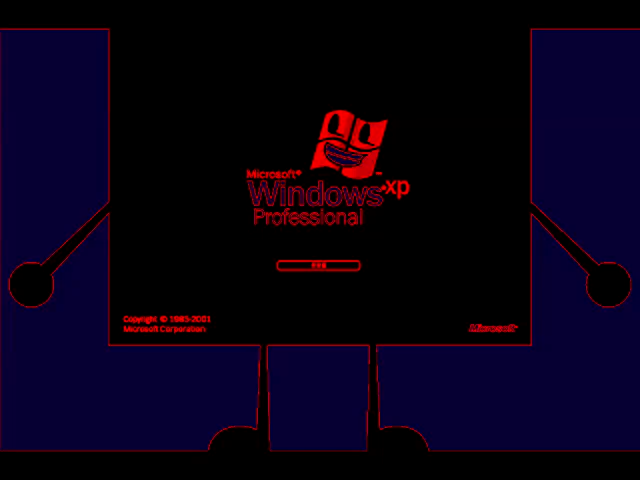 Microsoft®
Windows xp
Professional
Copyright © 1985-2001
Microsoft Corporation
Microsoft